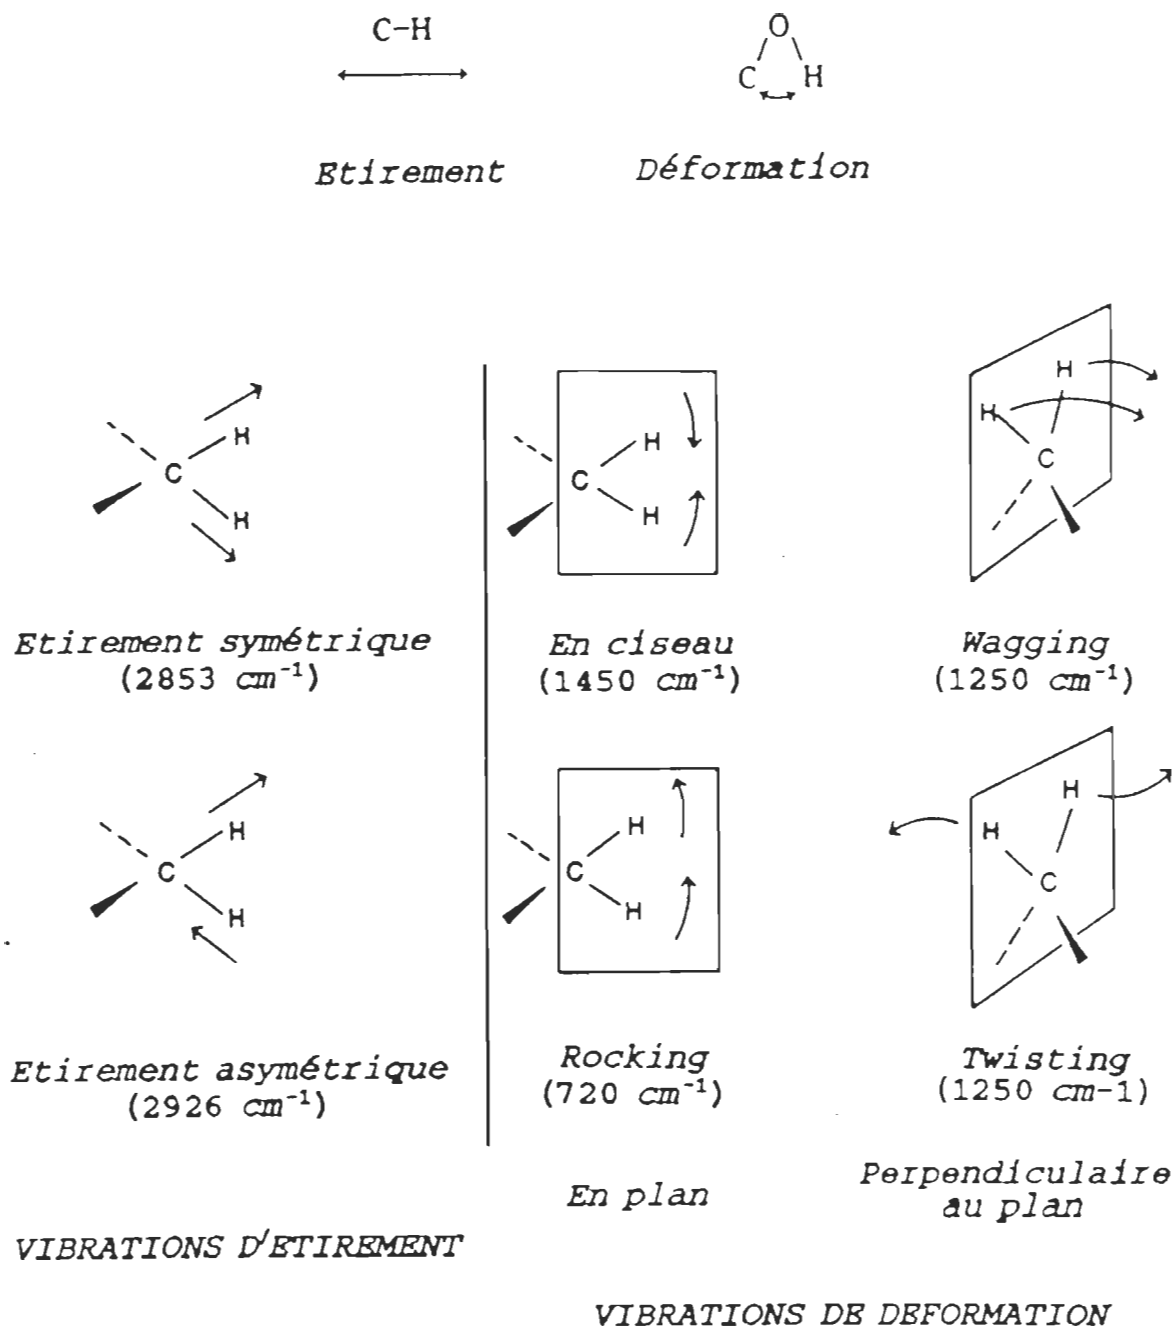 C-H
O
C H
Etirement
Déformation
H
C
H
H
C
H
H
H
C
Etirement symétrique
(2853 cm⁻¹)
En ciseau
(1450 cm⁻¹)
Wagging
(1250 cm⁻¹)
H
C
H
H
C
H
H
H
C
Etirement asymétrique
(2926 cm⁻¹)
Rocking
(720 cm⁻¹)
Twisting
(1250 cm-1)
En plan
Perpendiculaire
au plan
VIBRATIONS D'ETIREMENT
VIBRATIONS DE DEFORMATION